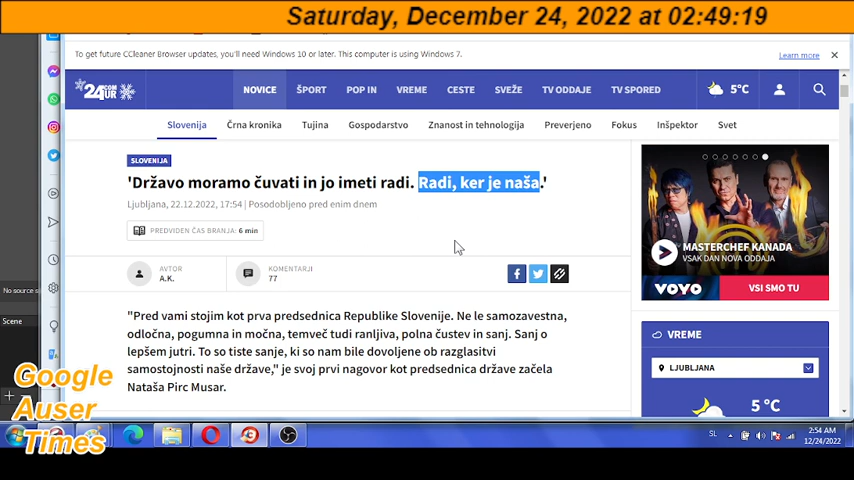 Saturday, December 24, 2022 at 02:49:19
To get future CCleaner Browser updates, you'll need Windows 10 or later. This computer is using Windows 7.
Learn more
24UR COM
NOVICE ŠPORT POP IN VREME CESTE SVEŽE TV ODDAJE TV SPORED
5°C
Slovenija Črna kronika Tujina Gospodarstvo Znanost in tehnologija Preverjeno Fokus Inšpektor Svet
SLOVENIJA
'Državo moramo čuvati in jo imeti radi. Radi, ker je naša.'
Ljubljana, 22.12.2022, 17:54 | Posodobljeno pred enim dnem
PREDVIDEN ČAS BRANJA: 6 min
AVTOR
A.K.
KOMENTARJI
77
"Pred vami stojim kot prva predsednica Republike Slovenije. Ne le samozavestna,
odločna, pogumna in močna, temveč tudi ranljiva, polna čustev in sanj. Sanj o
lepšem jutri. To so tiste sanje, ki so nam bile dovoljene ob razglasitvi
samostojnosti naše države," je svoj prvi nagovor kot predsednica države začela
Nataša Pirc Musar.
MASTERCHEF KANADA
VSAK DAN NOVA ODDAJA
VOYO
VSI SMO TU
VREME
LJUBLJANA
5 °C
No source s
Scene
Google
Auser
Times
SL
2:54 AM
12/24/2022